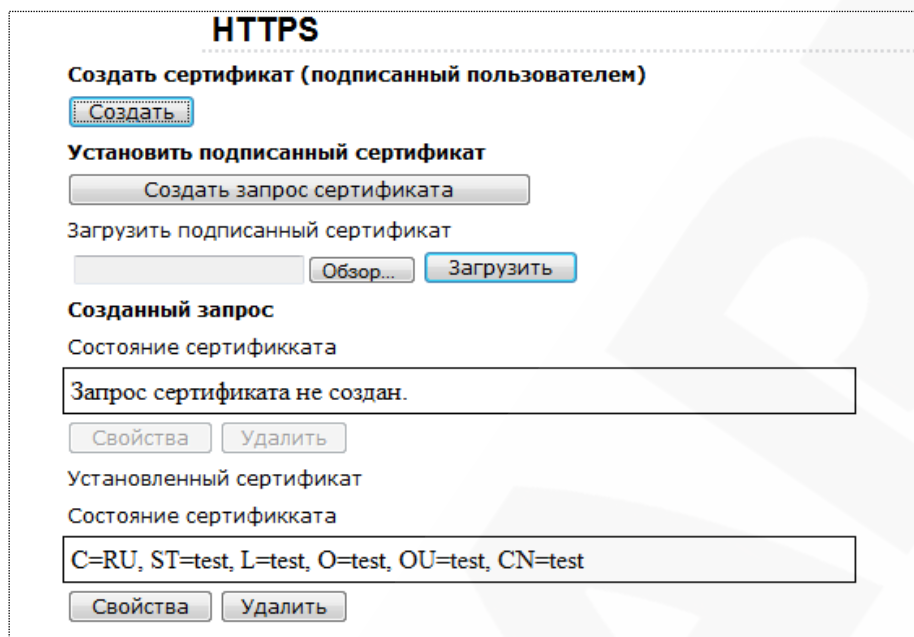 HTTPS
Создать сертификат (подписанный пользователем)
Создать
Установить подписанный сертификат
Создать запрос сертификата
Загрузить подписанный сертификат
Обзор... Загрузить
Созданный запрос
Состояние сертификката
Запрос сертификата не создан.
Свойства Удалить
Установленный сертификат
Состояние сертификката
C=RU, ST=test, L=test, O=test, OU=test, CN=test
Свойства Удалить